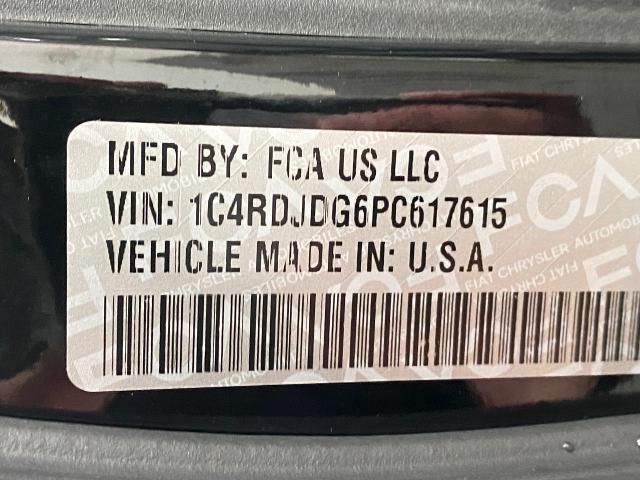 MFD BY: FCA US LLC
VIN: 1C4RDJDG6PC617615
VEHICLE MADE IN: U.S.A.